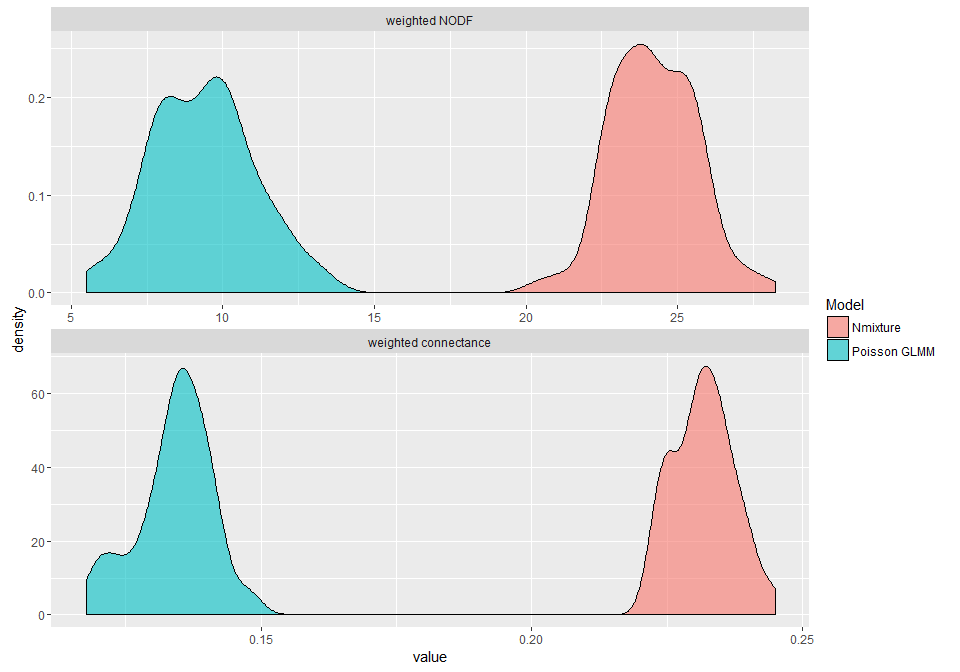 weighted NODF
0.2
0.1
0.0
5 10 15 20 25
density
weighted connectance
60
40
20
0
0.15 0.20 0.25
value
Model
Nmixture
Poisson GLMM